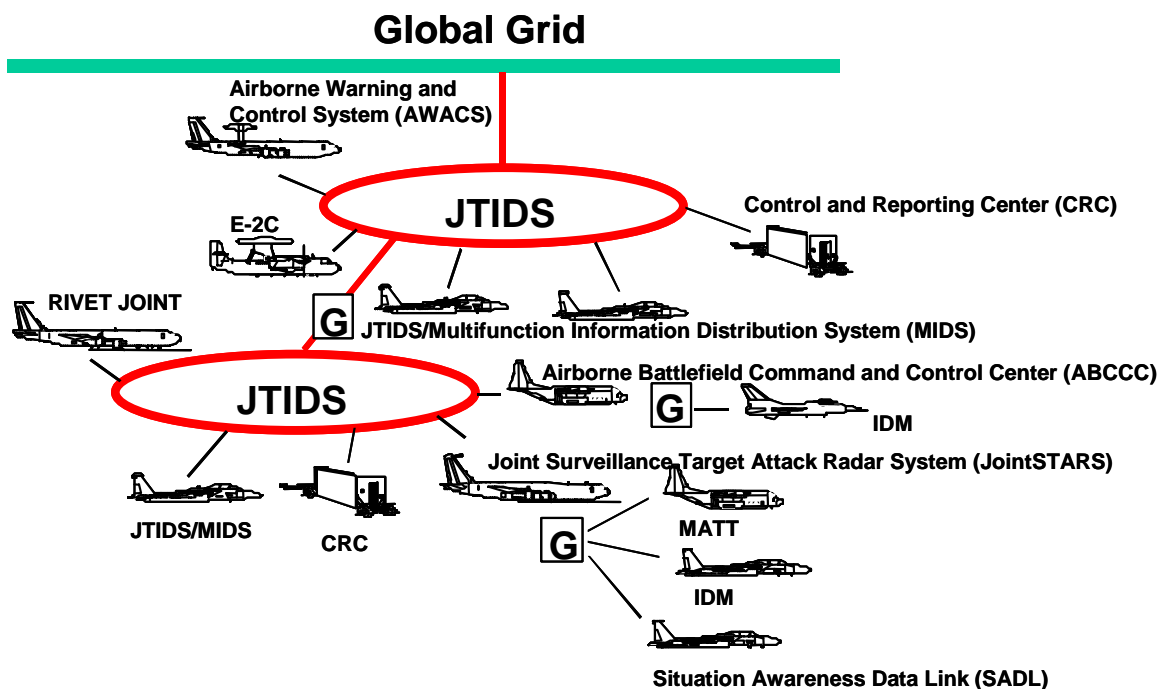 Global Grid
Airborne Warning and
Control System (AWACS)
JTIDS
Control and Reporting Center (CRC)
E-2C
RIVET JOINT
G
JTIDS/Multifunction Information Distribution System (MIDS)
Airborne Battlefield Command and Control Center (ABCCC)
JTIDS
G
IDM
Joint Surveillance Target Attack Radar System (JointSTARS)
JTIDS/MIDS
CRC
MATT
G
IDM
Situation Awareness Data Link (SADL)